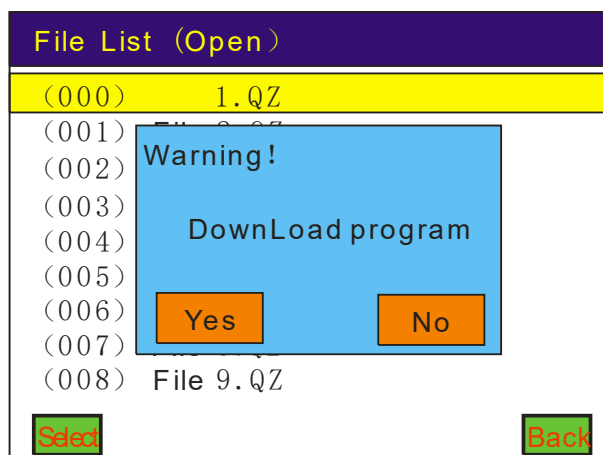 File List （Open）
（000） 1.QZ
（001）
（002）
（003）
（004）
（005）
（006）
（007）
（008） File 9.QZ
Warning！
DownLoad program
Yes No
Select Back